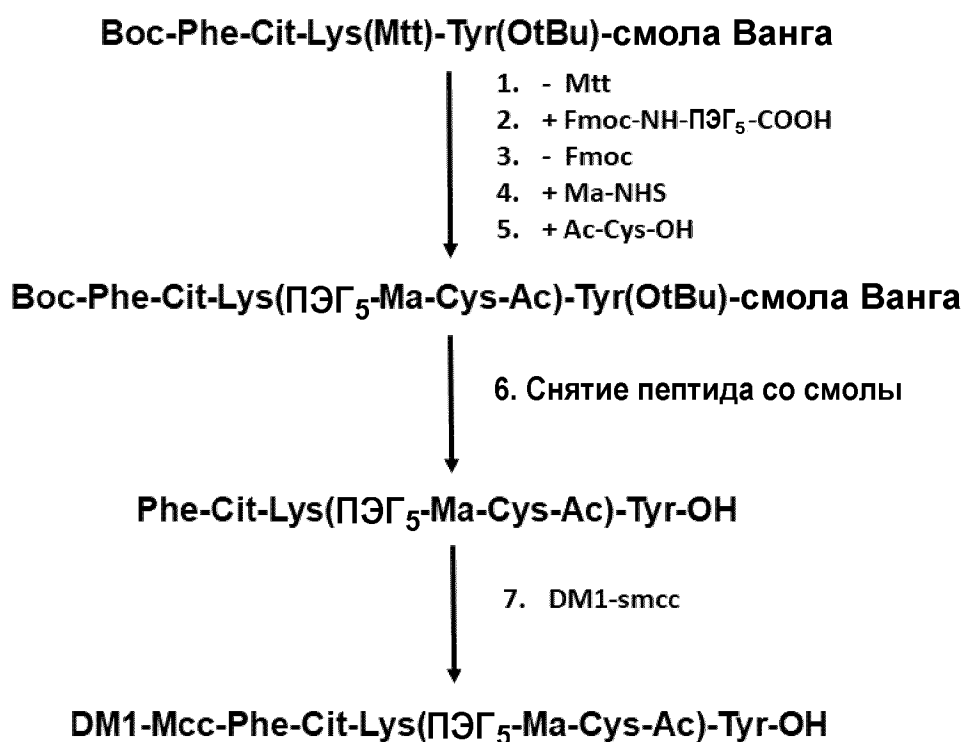 Boc-Phe-Cit-Lys(Mtt)-Tyr(OtBu)-смола Ванга
1. - Mtt
2. + Fmoc-NH-ПЭГ₅-COOH
3. - Fmoc
4. + Ma-NHS
5. + Ac-Cys-OH
Boc-Phe-Cit-Lys(ПЭГ₅-Ma-Cys-Ac)-Tyr(OtBu)-смола Ванга
6. Снятие пептида со смолы
Phe-Cit-Lys(ПЭГ₅-Ma-Cys-Ac)-Tyr-OH
7. DM1-smcc
DM1-Mcc-Phe-Cit-Lys(ПЭГ₅-Ma-Cys-Ac)-Tyr-OH